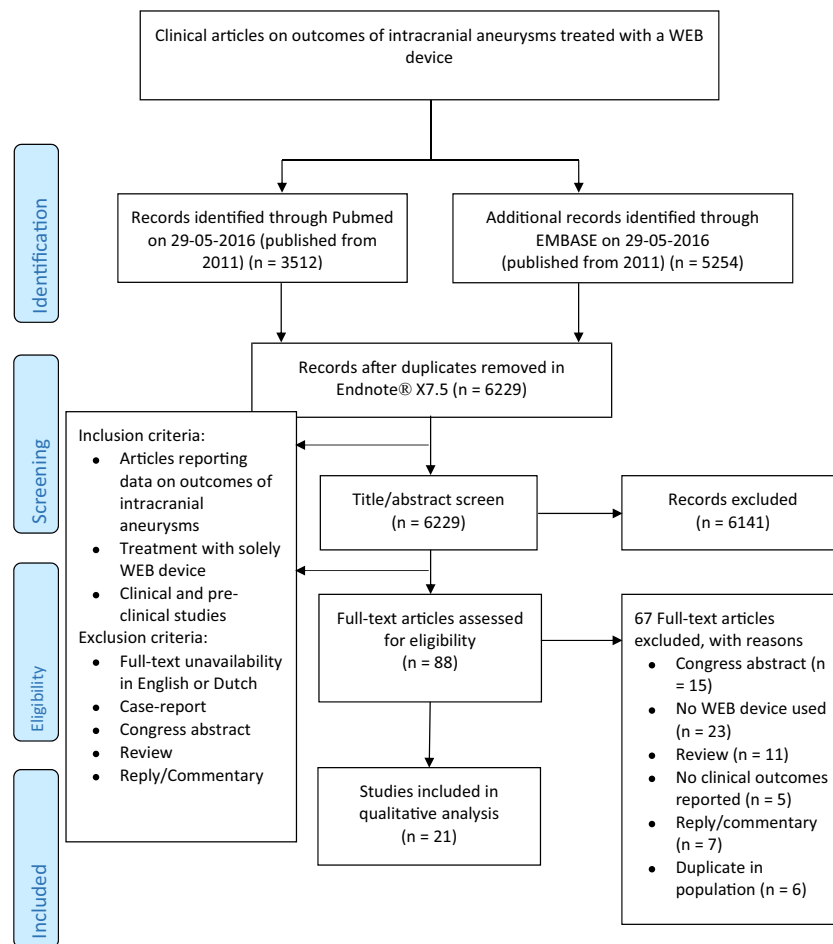 Clinical articles on outcomes of intracranial aneurysms treated with a WEB
device
Identification
Records identified through Pubmed
on 29-05-2016 (published from
2011) (n = 3512)
Additional records identified through
EMBASE on 29-05-2016
(published from 2011) n = 5254)
Screening
Records after duplicates removed in
Endnote® X7.5 (n = 6229)
Inclusion criteria:
● Articles reporting
data on outcomes of
intracranial
aneurysms
● Treatment with solely
WEB device
● Clinical and pre-
clinical studies
Exclusion criteria:
● Full-text unavailability
in English or Dutch
● Case-report
● Congress abstract
● Review
● Reply/Commentary
Title/abstract screen
(n = 6229)
Records excluded
(n = 6141)
Eligibility
Full-text articles assessed
for eligibility
(n = 88)
67 Full-text articles
excluded, with reasons
● Congress abstract (n
= 15)
● No WEB device used
(n = 23)
● Review (n = 11)
● No clinical outcomes
reported (n = 5)
● Reply/commentary
(n = 7)
● Duplicate in
population (n = 6)
Included
Studies included in
qualitative analysis
(n = 21)